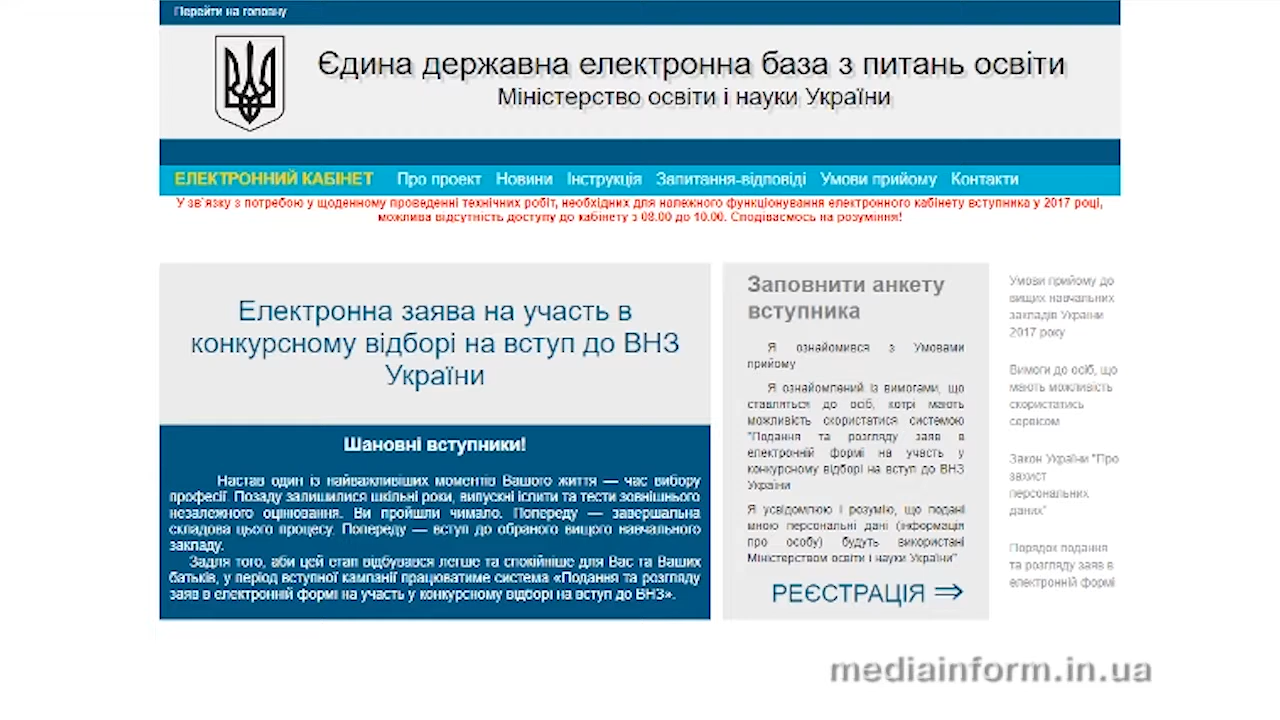 Перейти на головну
Єдина державна електронна база з питань освіти
Міністерство освіти і науки України
ЕЛЕКТРОННИЙ КАБІНЕТ Про проект Новини Інструкція Запитання-відповіді Умови прийому Контакти
У зв`язку з потребою у щоденному проведенні технічних робіт, необхідних для належного функціонування електронного кабінету вступника у 2017 році,
можлива відсутність доступу до кабінету з 08.00 до 10.00. Сподіваємось на розуміння!
Електронна заява на участь в
конкурсному відборі на вступ до ВНЗ
України
Шановні вступники!
Настав один із найважливіших моментів Вашого життя — час вибору
професії. Позаду залишилися шкільні роки, випускні іспити та тести зовнішнього
незалежного оцінювання. Ви пройшли чимало. Попереду — завершальна
складова цього процесу. Попереду — вступ до обраного вищого навчального
закладу.
Задля того, аби цей етап відбувався легше та спокійніше для Вас та Ваших
батьків, у період вступної кампанії працюватиме система «Подання та розгляду
заяв в електронній формі на участь у конкурсному відборі на вступ до ВНЗ».
Заповнити анкету
вступника
Я ознайомився з Умовами
прийому
Я ознайомлений із вимогами, що
ставляться до осіб, котрі мають
можливість скористатися системою
"Подання та розгляду заяв в
електронній формі на участь у
конкурсному відборі на вступ до ВНЗ
України
Я усвідомлюю і розумію, що подані
мною персональні дані (інформація
про особу) будуть використані
Міністерством освіти і науки України"
РЕЄСТРАЦІЯ ⇒
Умови прийому до
вищих навчальних
закладів України
2017 року
Вимоги до осіб, що
мають можливість
скористатись
сервісом
Закон України "Про
захист
персональних
даних"
Порядок подання
та розгляду заяв в
електронній формі
mediainform.in.ua